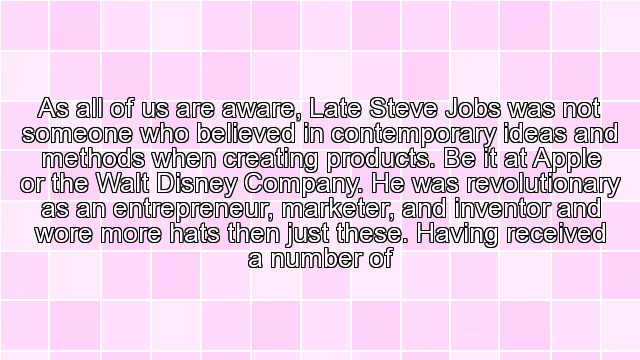 As all of us are aware, Late Steve Jobs was not
someone who believed in contemporary ideas and
methods when creating products. Be it at Apple
or the Walt Disney Company. He was revolutionary
as an entrepreneur, marketer, and inventor and
wore more hats then just these. Having received
a number of